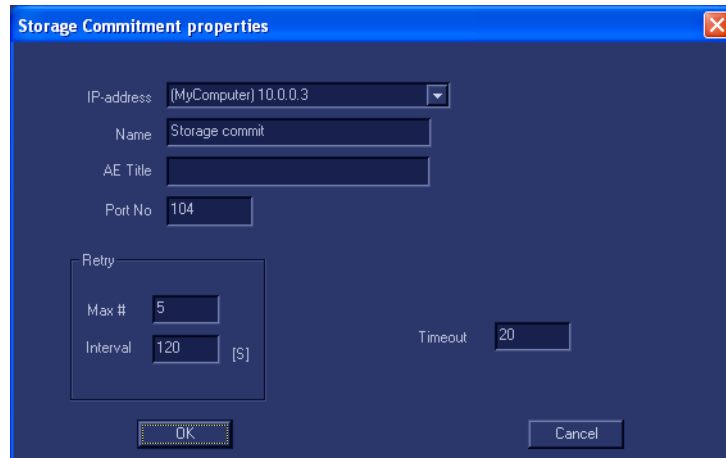 Storage Commitment properties
IP-address (MyComputer) 10.0.0.3
Name Storage commit
AE Title
Port No 104
Retry
Max # 5
Interval 120 [S]
Timeout 20
OK Cancel